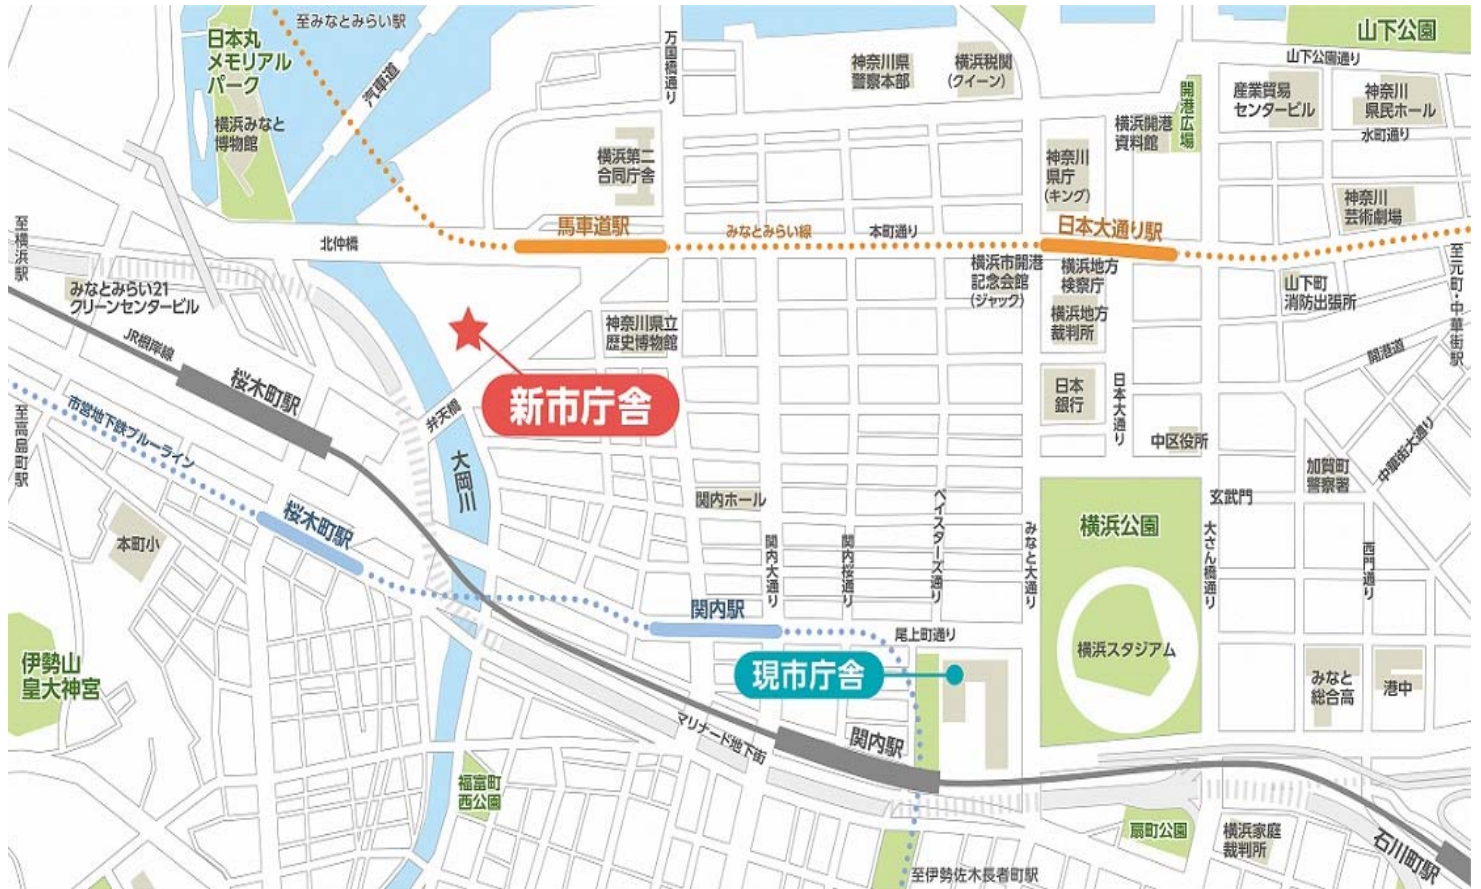 至みなとみらい駅
日本丸
メモリアル
パーク
汽車道
万国橋通り
神奈川県
警察本部
横浜税関
(クイーン)
山下公園
山下公園通り
開港広場
産業貿易
センタービル
神奈川
県民ホール
水町通り
横浜みなと
博物館
横浜第二
合同庁舎
横浜開港
資料館
神奈川
県庁
(キング)
神奈川
芸術劇場
至横浜駅
北仲橋
馬車道駅
みなとみらい線
本町通り
日本大通り駅
至元町・中華街駅
みなとみらい21
クリーンセンタービル
横浜市開港
記念会館
(ジャック)
横浜地方
検察庁
山下町
消防出張所
神奈川県立
歴史博物館
横浜地方
裁判所
JR根岸線
桜木町駅
開港道
新市庁舎
日本
銀行
日本大通り
市営地下鉄ブルーライン
至高島町駅
弁天橋
大岡川
中区役所
中華街大通り
加賀町
警察署
関内ホール
ベイスターズ通り
玄武門
桜木町駅
本町小
関内大通り
関内桜通り
みなと大通り
横浜公園
大さん橋通り
西門通り
関内駅
尾上町通り
横浜スタジアム
伊勢山
皇大神宮
現市庁舎
みなと
総合高
港中
マリナード地下街
関内駅
福富町
西公園
扇町公園
横浜家庭
裁判所
石川町駅
至伊勢佐木長者町駅